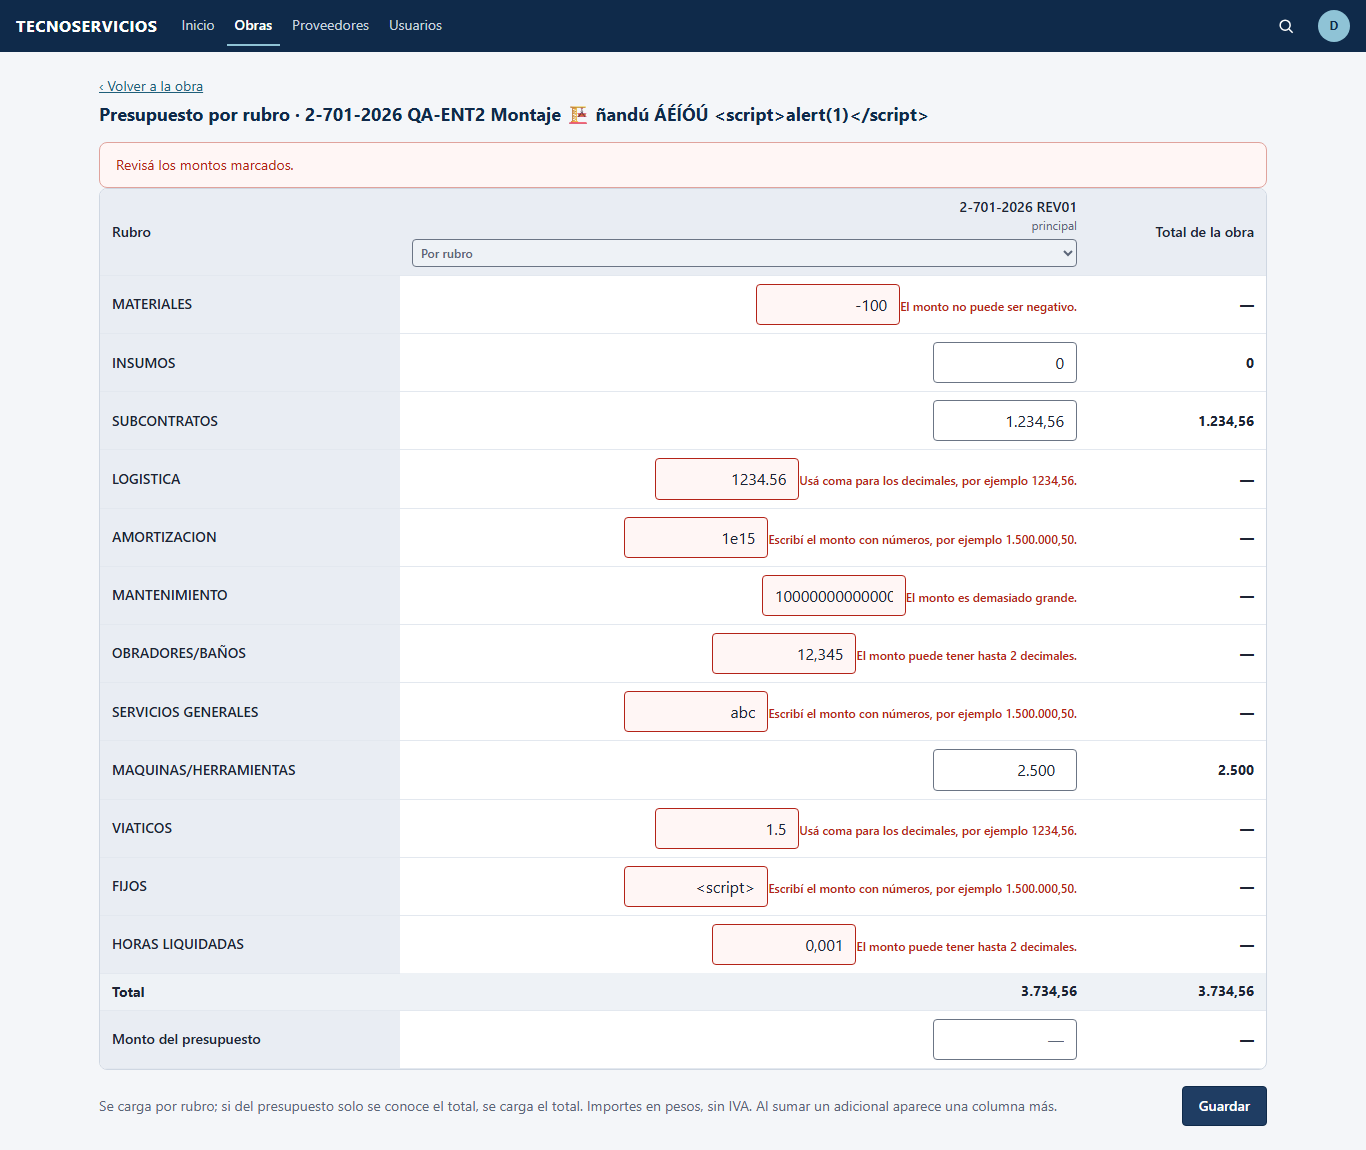 TECNOSERVICIOS Inicio Obras Proveedores Usuarios D
‹ Volver a la obra
Presupuesto por rubro · 2-701-2026 QA-ENT2 Montaje 🏗️ ñandú ÁÉÍÓÚ <script>alert(1)</script>
Revisá los montos marcados.
Rubro 2-701-2026 REV01 Total de la obra
principal
Por rubro
MATERIALES -100 El monto no puede ser negativo. —
INSUMOS 0 0
SUBCONTRATOS 1.234,56 1.234,56
LOGISTICA 1234.56 Usá coma para los decimales, por ejemplo 1234,56. —
AMORTIZACION 1e15 Escribí el monto con números, por ejemplo 1.500.000,50. —
MANTENIMIENTO 10000000000000 El monto es demasiado grande. —
OBRADORES/BAÑOS 12,345 El monto puede tener hasta 2 decimales. —
SERVICIOS GENERALES abc Escribí el monto con números, por ejemplo 1.500.000,50. —
MAQUINAS/HERRAMIENTAS 2.500 2.500
VIATICOS 1.5 Usá coma para los decimales, por ejemplo 1234,56. —
FIJOS <script> Escribí el monto con números, por ejemplo 1.500.000,50. —
HORAS LIQUIDADAS 0,001 El monto puede tener hasta 2 decimales. —
Total 3.734,56 3.734,56
Monto del presupuesto — —
Se carga por rubro; si del presupuesto solo se conoce el total, se carga el total. Importes en pesos, sin IVA. Al sumar un adicional aparece una columna más. Guardar